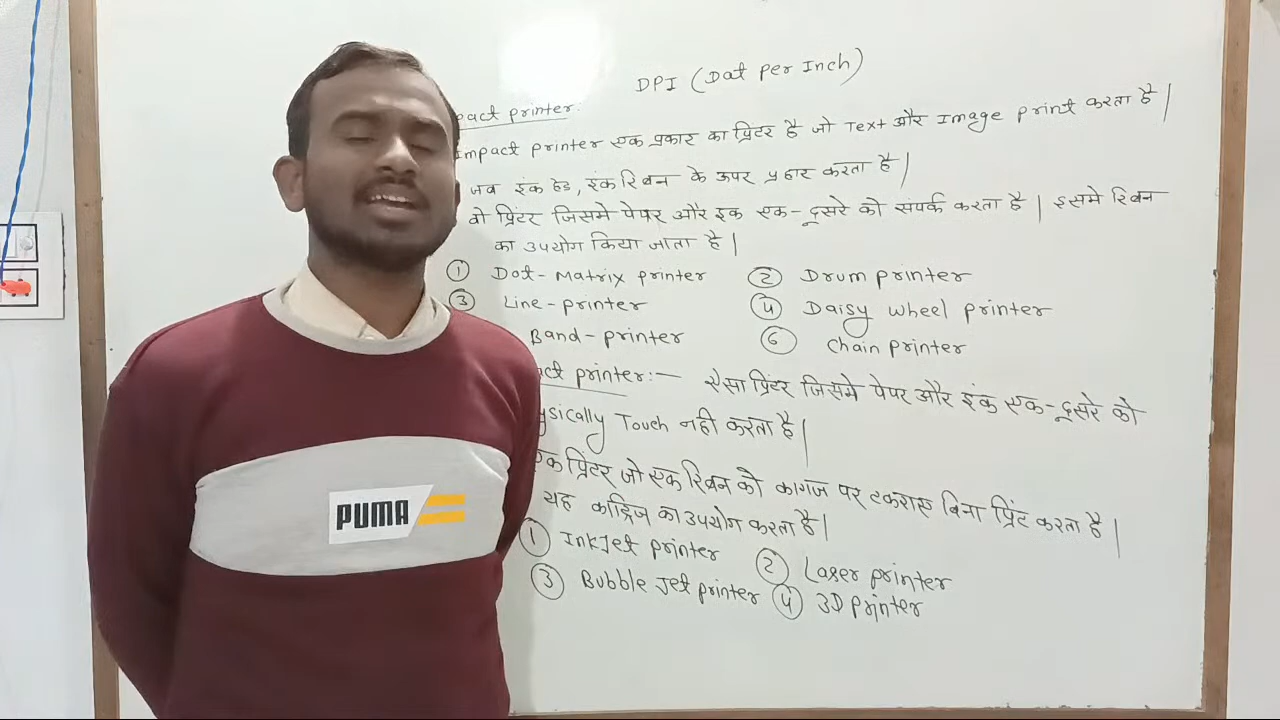 DPI (Dot per Inch)
pact printer:
Impact printer एक प्रकार का प्रिंटर है जो Text और Image print करता है |
जब इंक हेड, इंक रिबन के ऊपर प्रहार करता है |
वो प्रिंटर जिसमे पेपर और इंक एक-दूसरे को संपर्क करता है | इसमे रिबन
का उपयोग किया जाता है |
① Dot-Matrix printer ② Drum printer
③ Line-printer ④ Daisy wheel printer
Band-printer ⑥ Chain printer
act printer:— ऐसा प्रिंटर जिसमे पेपर और इंक एक-दूसरे को
ysically Touch नही करता है |
एक प्रिंटर जो एक रिबन को कागज पर टकराए बिना प्रिंट करता है |
यह कार्ट्रिज का उपयोग करता है |
① InkJet printer ② Laser printer
③ Bubble Jet printer ④ 3D printer
PUMA